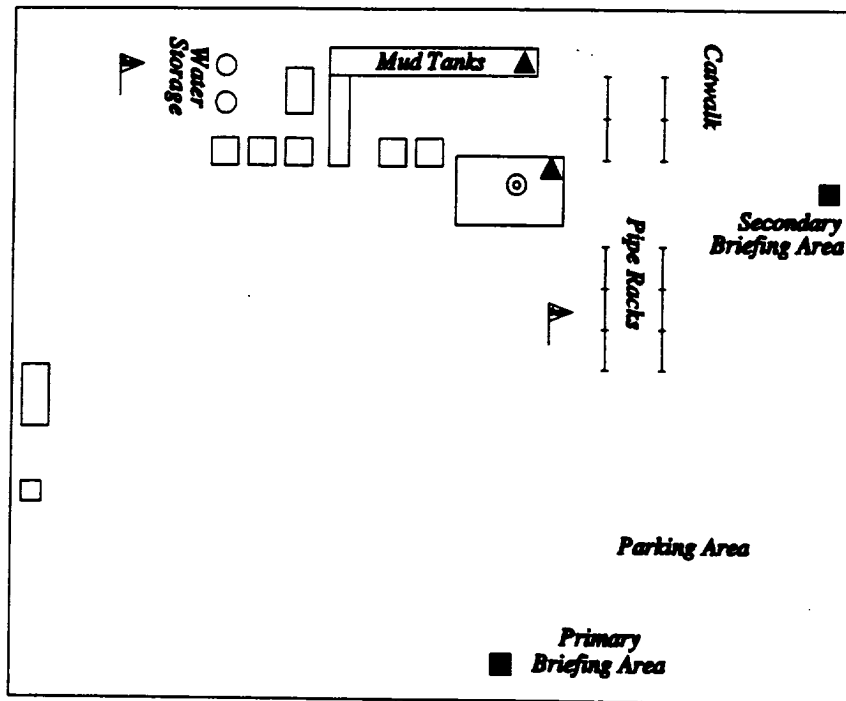 Water
Storage
Mud Tanks
Catwalk
Secondary
Briefing Area
Pipe Racks
Parking Area
Primary
Briefing Area